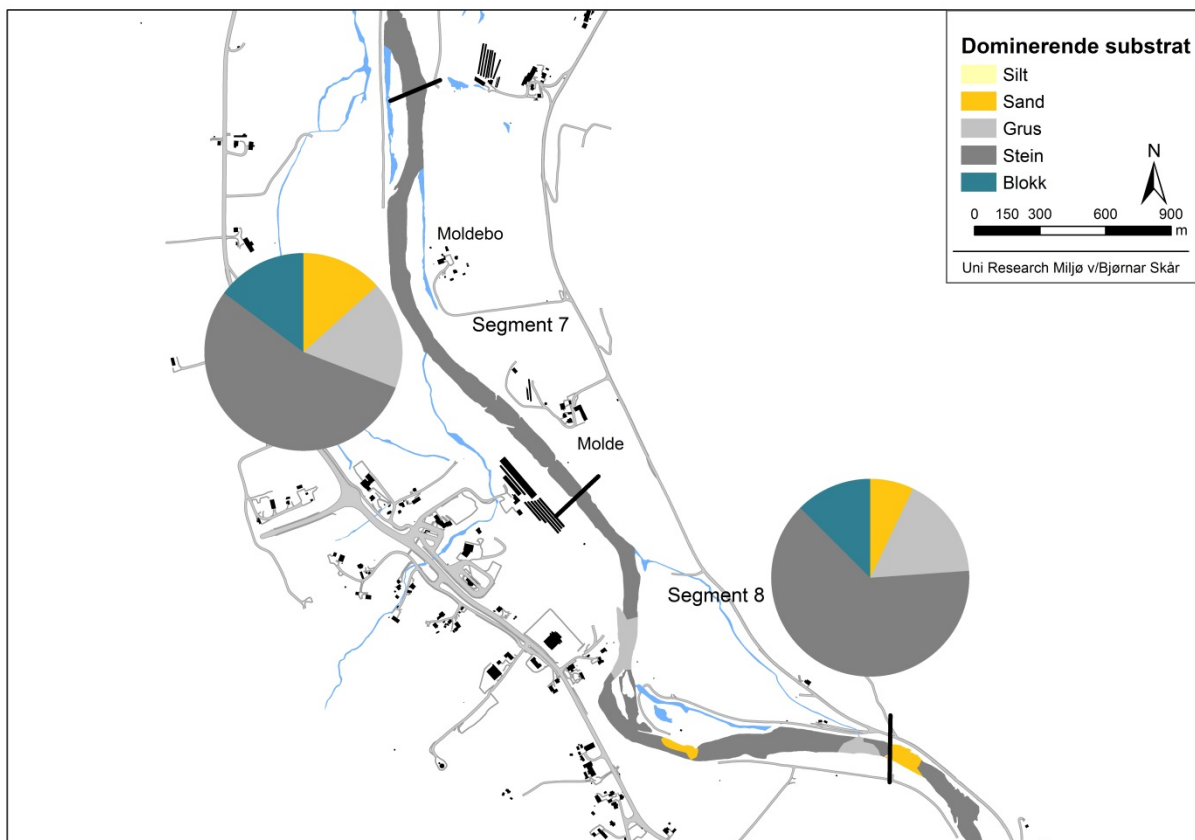 Dominerende substrat
Silt
Sand
Grus
Stein
Blokk
N
0 150 300 600 900
m
Uni Research Miljø v/Bjørnar Skår
Moldebo
Segment 7
Molde
Segment 8